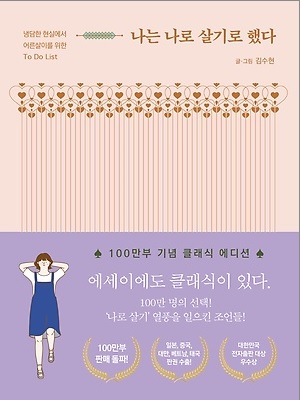 냉담한 현실에서
어른살이를 위한
To Do List
나는 나로 살기로 했다
글·그림 김수현
100만부 기념 클래식 에디션
에세이에도 클래식이 있다.
100만 명의 선택!
'나로 살기' 열풍을 일으킨 조언들!
100만부
판매 돌파!
일본, 중국,
대만, 베트남, 태국
판권 수출!
대한민국
전자출판 대상
우수상